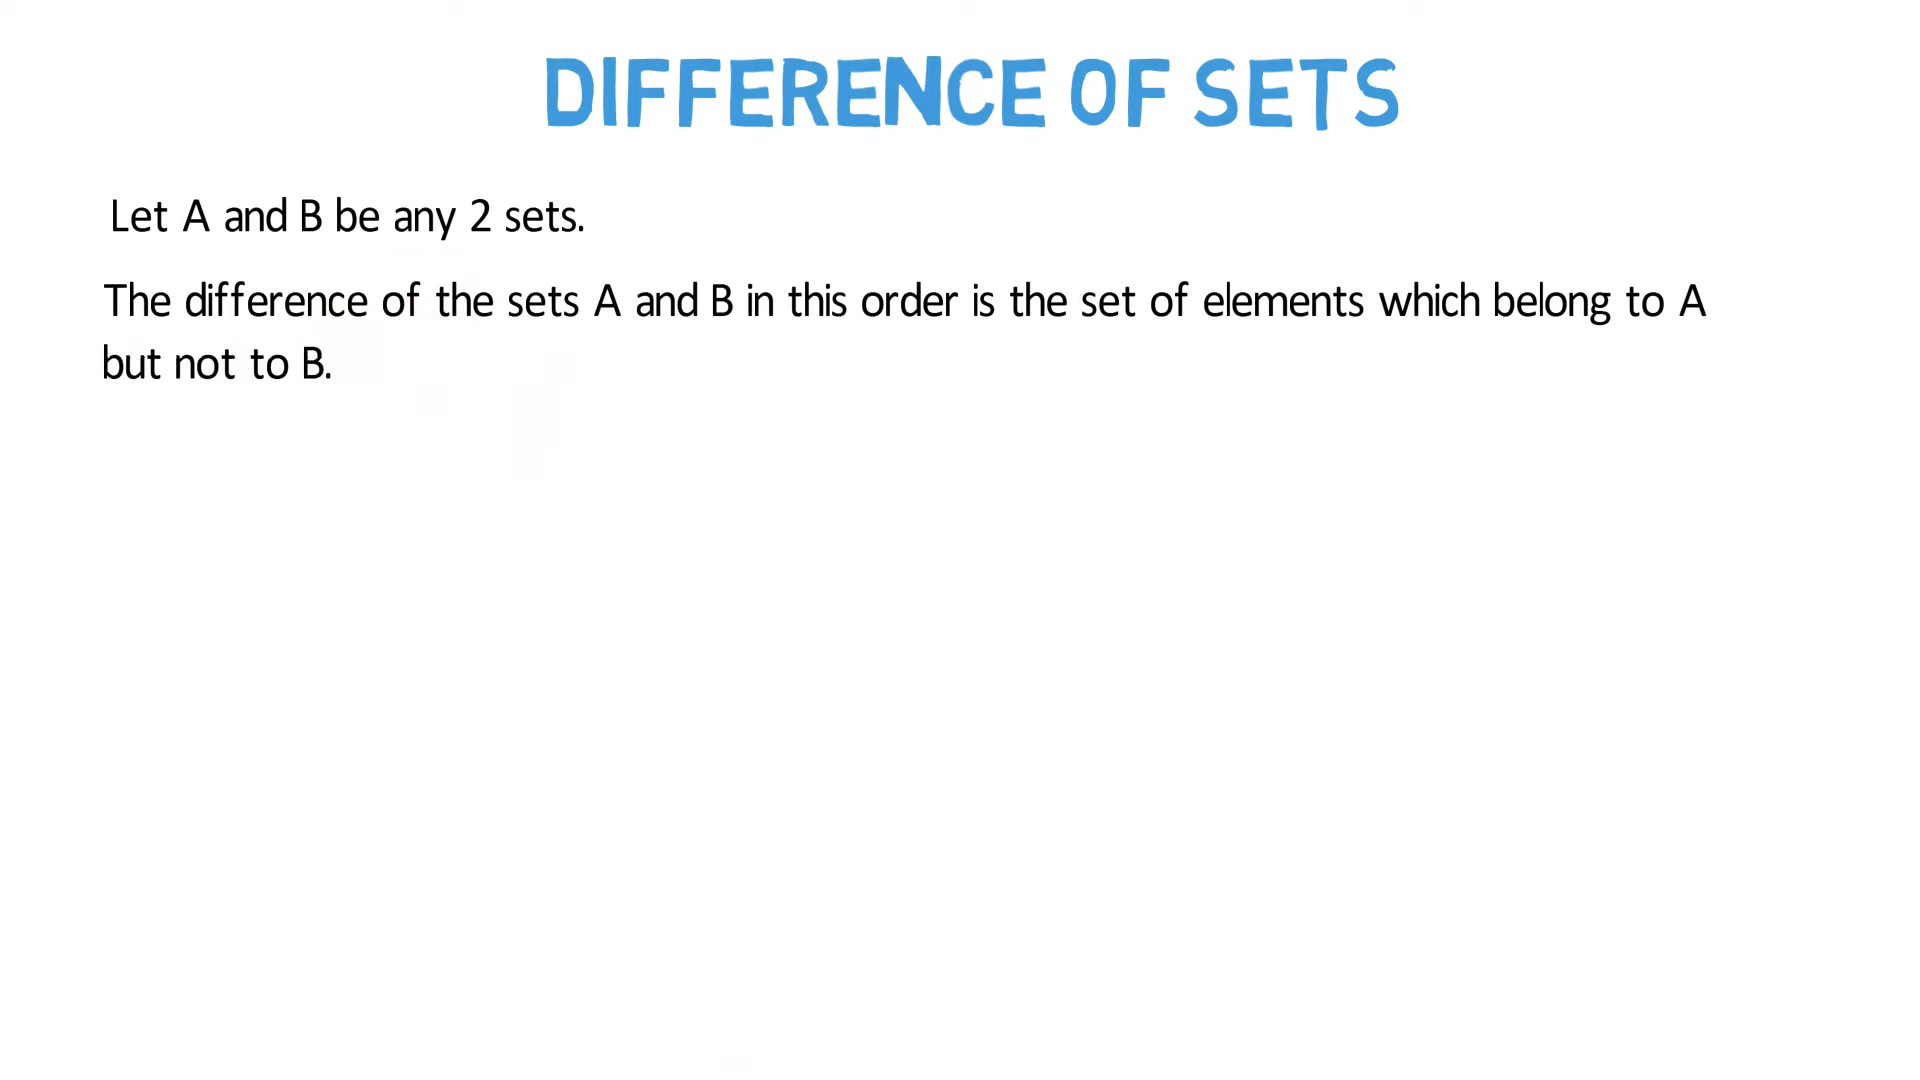 DIFFERENCE OF SETS
Let A and B be any 2 sets.
The difference of the sets A and B in this order is the set of elements which belong to A
but not to B.